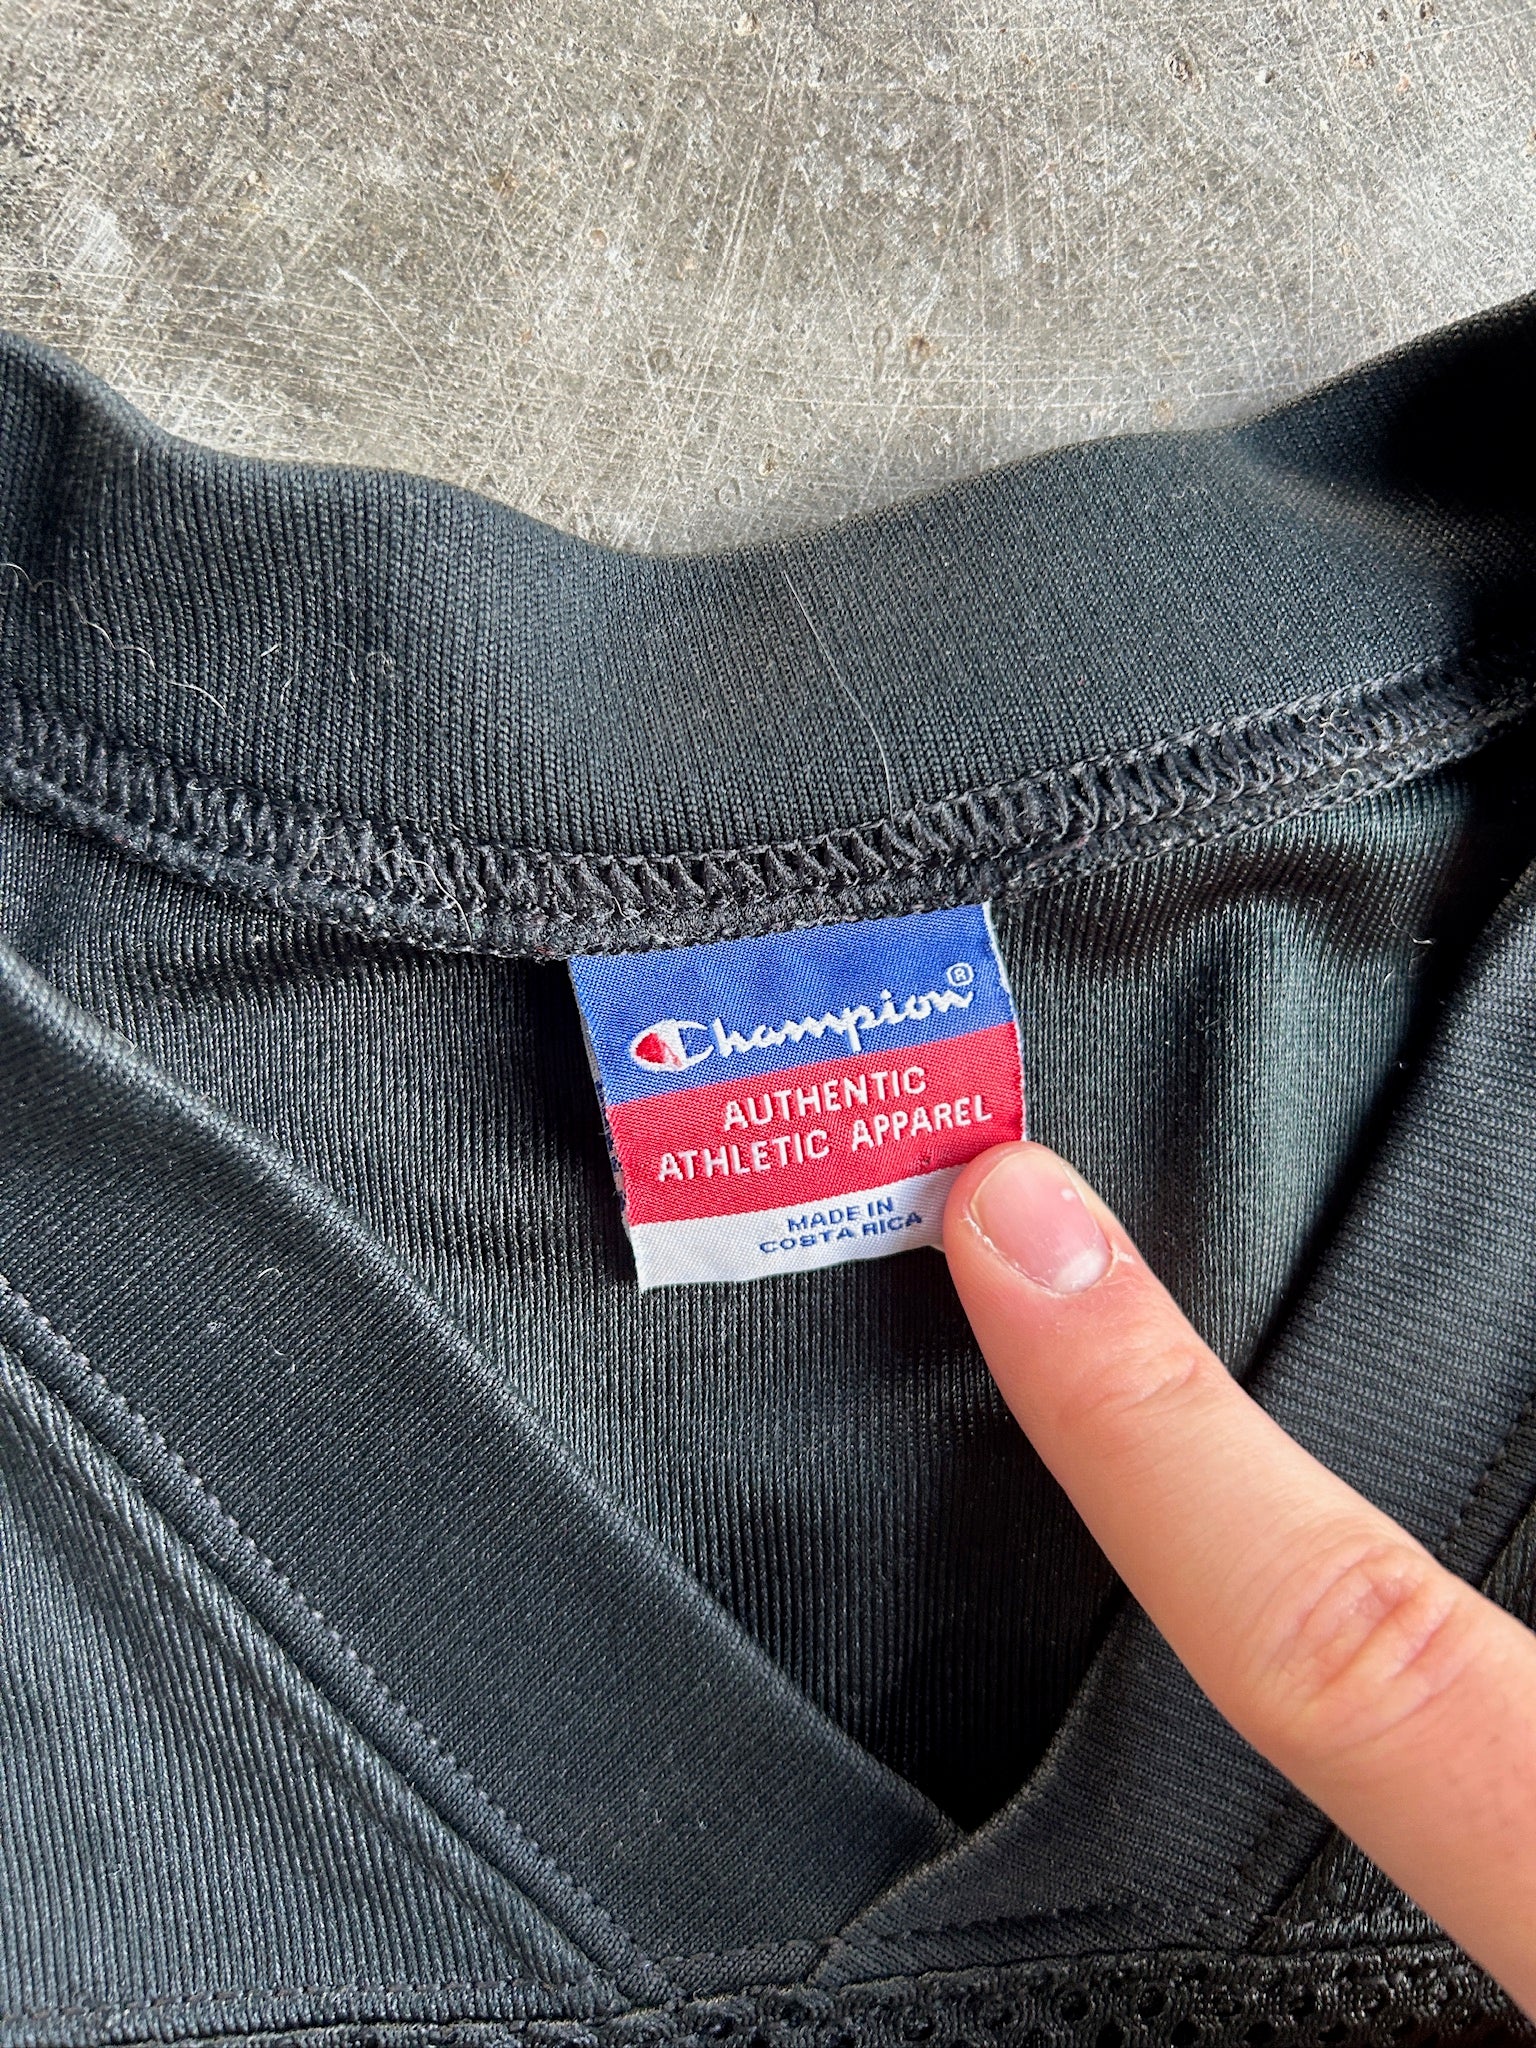 Champion®
AUTHENTIC
ATHLETIC APPAREL
MADE IN
COSTA RICA